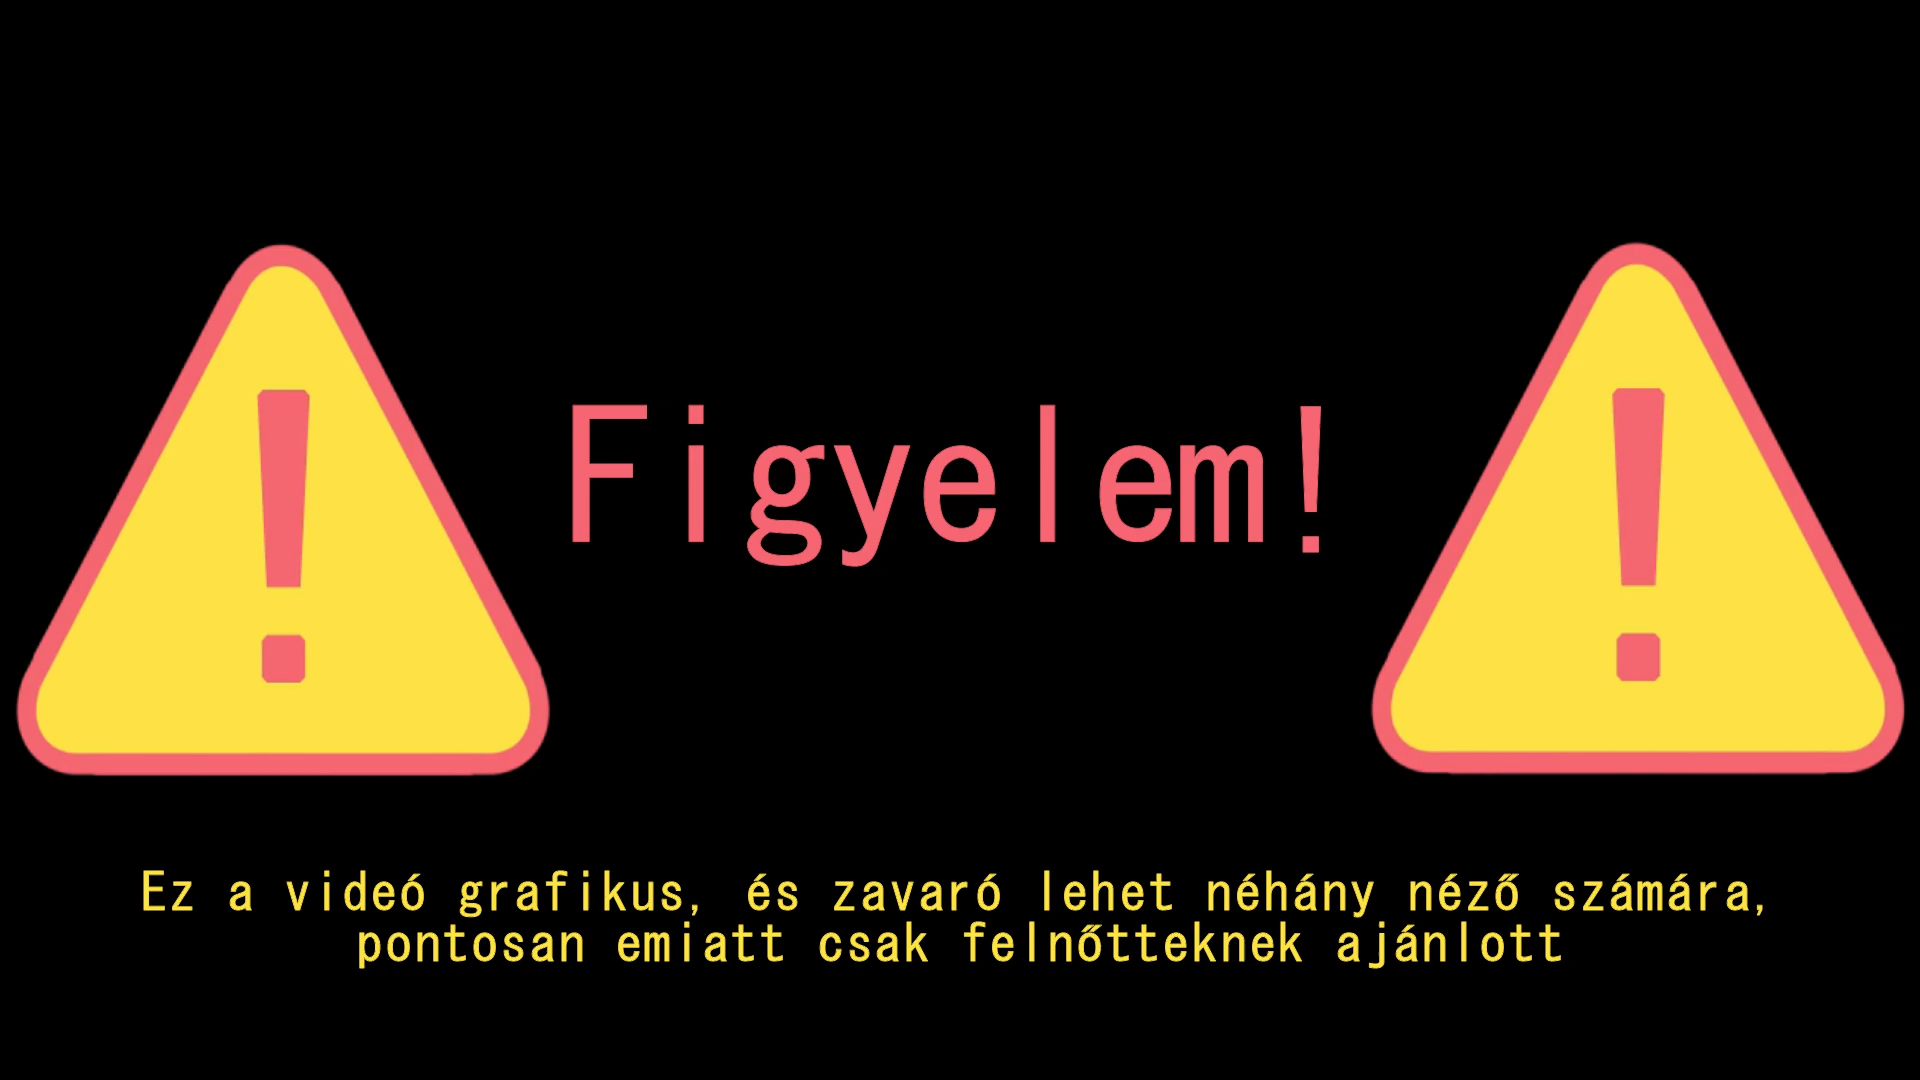 Figyelem!
Ez a videó grafikus, és zavaró lehet néhány néző számára,
pontosan emiatt csak felnőtteknek ajánlott